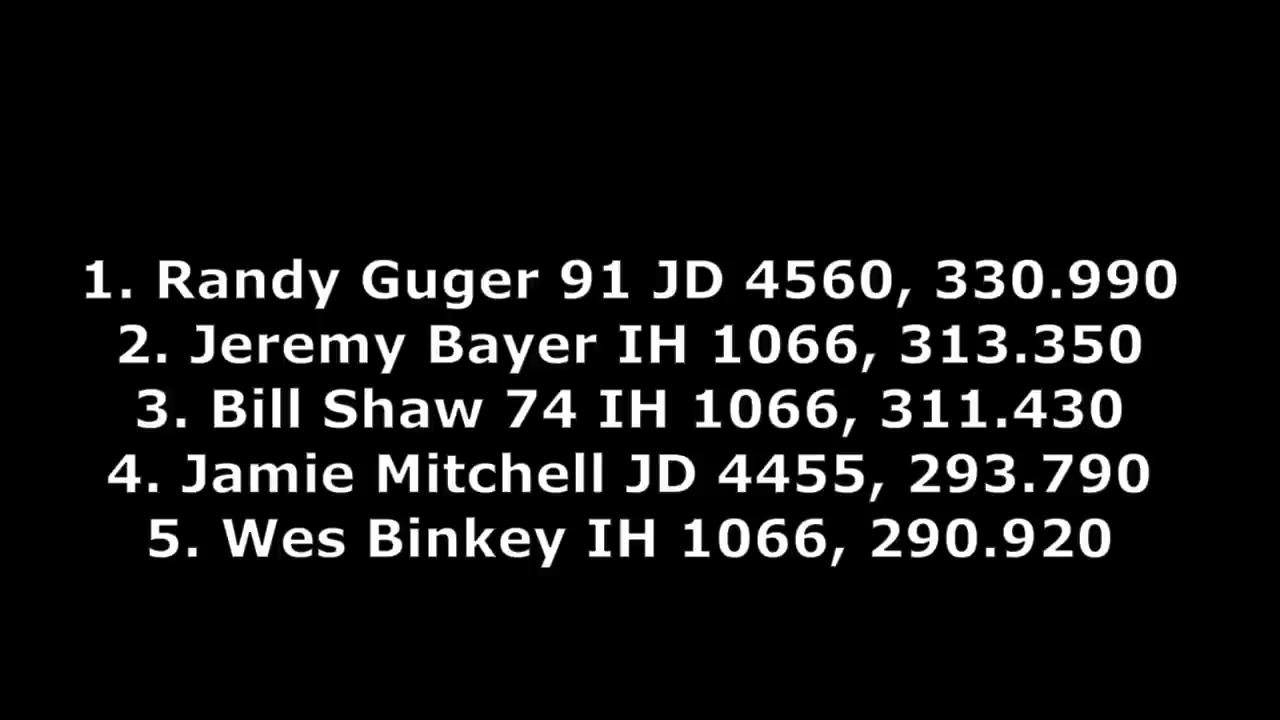 1. Randy Guger 91 JD 4560, 330.990
2. Jeremy Bayer IH 1066, 313.350
3. Bill Shaw 74 IH 1066, 311.430
4. Jamie Mitchell JD 4455, 293.790
5. Wes Binkey IH 1066, 290.920